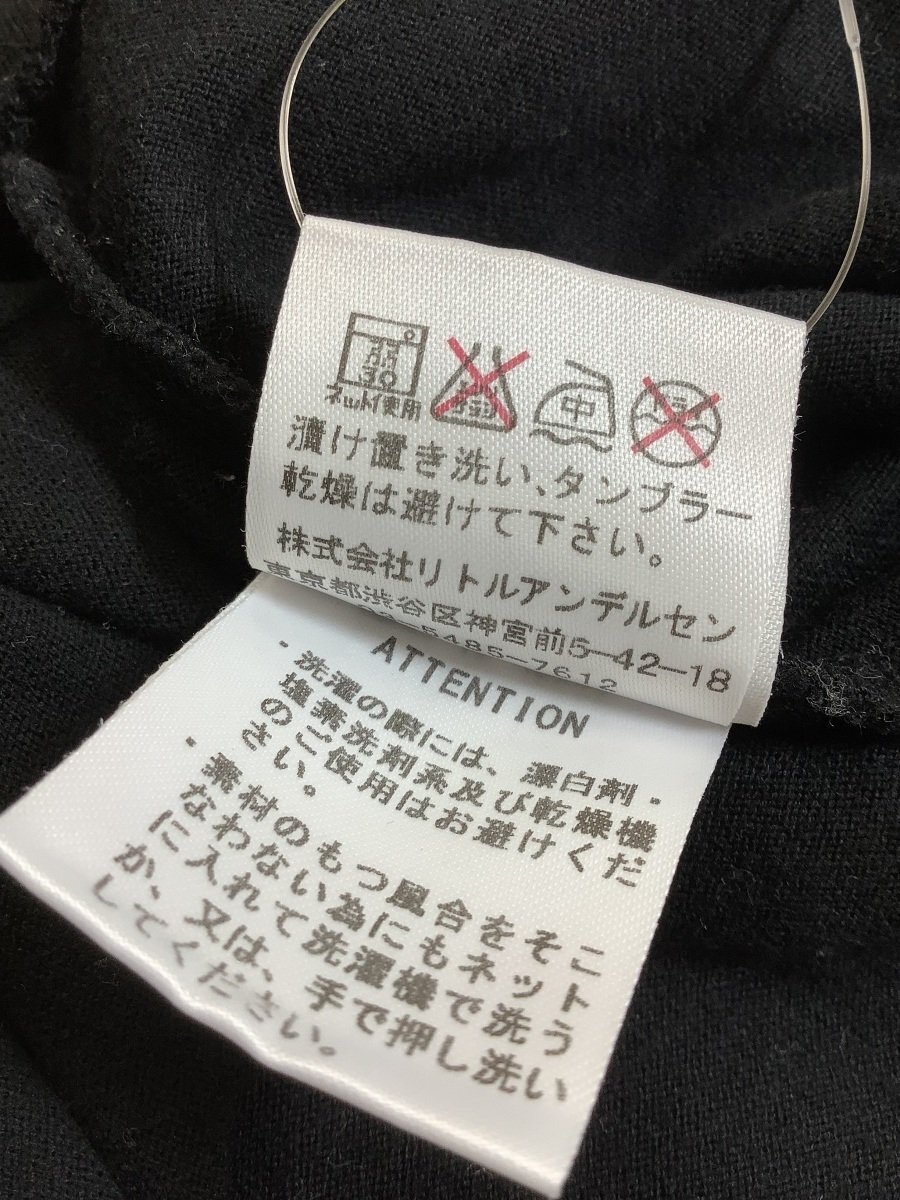 ネット使用
中
漬け置き洗い、タンブラー
乾燥は避けて下さい。
株式会社リトルアンデルセン
東京都渋谷区神宮前5-42-18
5485-7612
ATTENTION
・洗濯の際には、漂白剤・
塩素洗剤系及び乾燥機
のご使用はお避けくだ
さい。
・素材のもつ風合をそこ
なわない為にもネット
に入れて洗濯機で洗う
か、又は、手で押し洗い
してください。